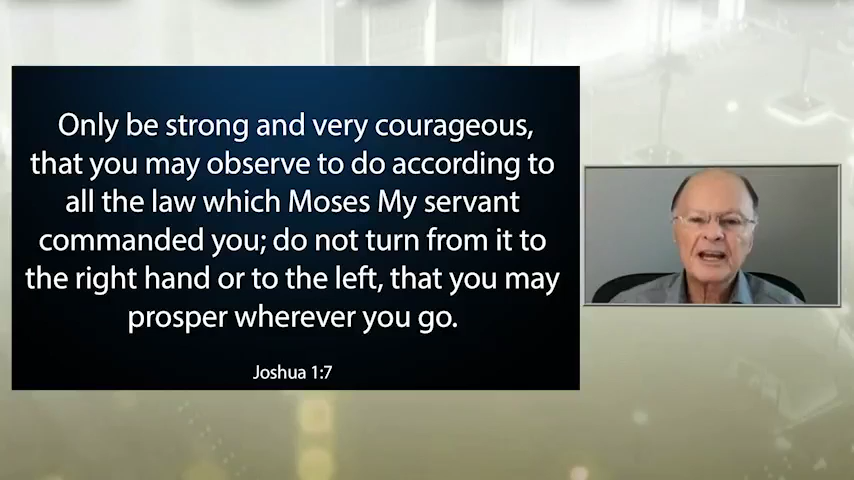 Only be strong and very courageous,
that you may observe to do according to
all the law which Moses My servant
commanded you; do not turn from it to
the right hand or to the left, that you may
prosper wherever you go.
Joshua 1:7